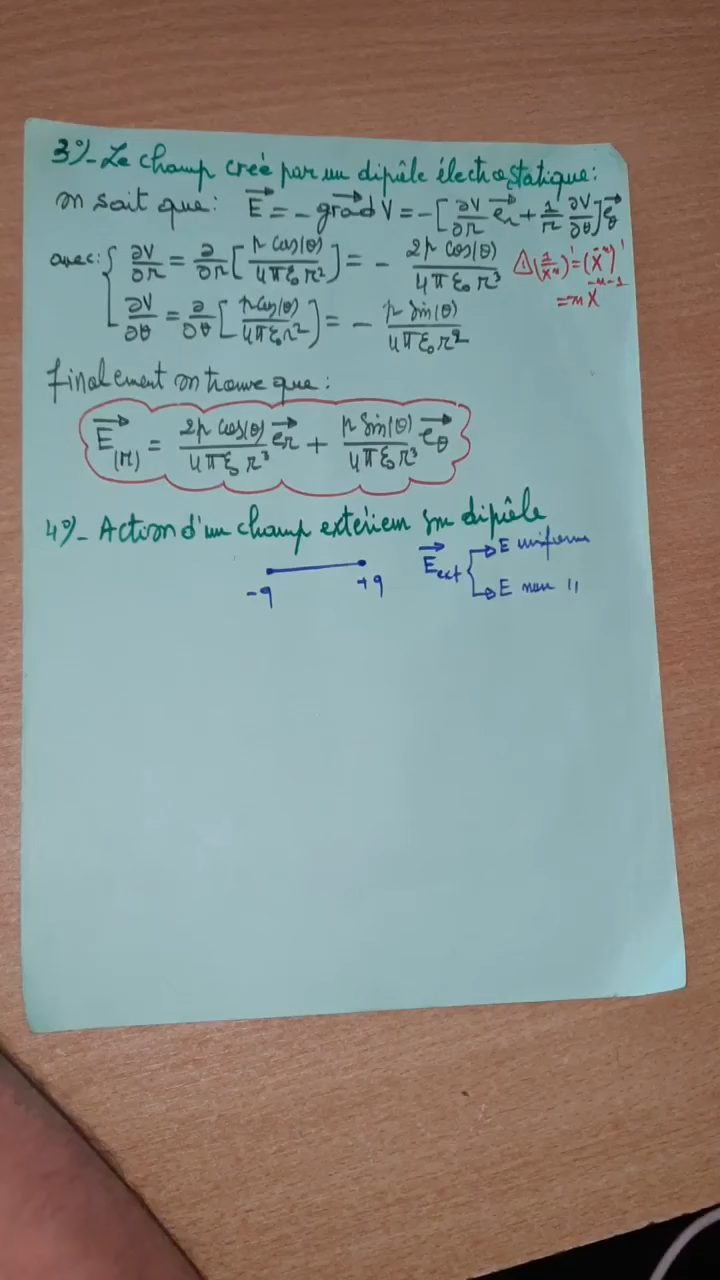 3°/- Le champ créé par un dipôle électrostatique:
on sait que: E⃗ = - grad⃗ V = - [∂V/∂r e⃗r + 1/r ∂V/∂θ] e⃗θ
avec: { ∂V/∂r = ∂/∂r [p cos(θ)/4πε₀r²] = - 2p cos(θ)/4πε₀r³
⚠ (1/xⁿ)' = (x⁻ⁿ)'
= n x⁻ⁿ⁻¹
∂V/∂θ = ∂/∂θ [p cos(θ)/4πε₀r²] = - p sin(θ)/4πε₀r²
finalement on trouve que:
E⃗(M) = 2p cos(θ)/4πε₀r³ e⃗r + p sin(θ)/4πε₀r³ e⃗θ
4°/- Action d'un champ extérieur sur dipôle
-q +q
E⃗ext { → E uniforme
→ E non ''